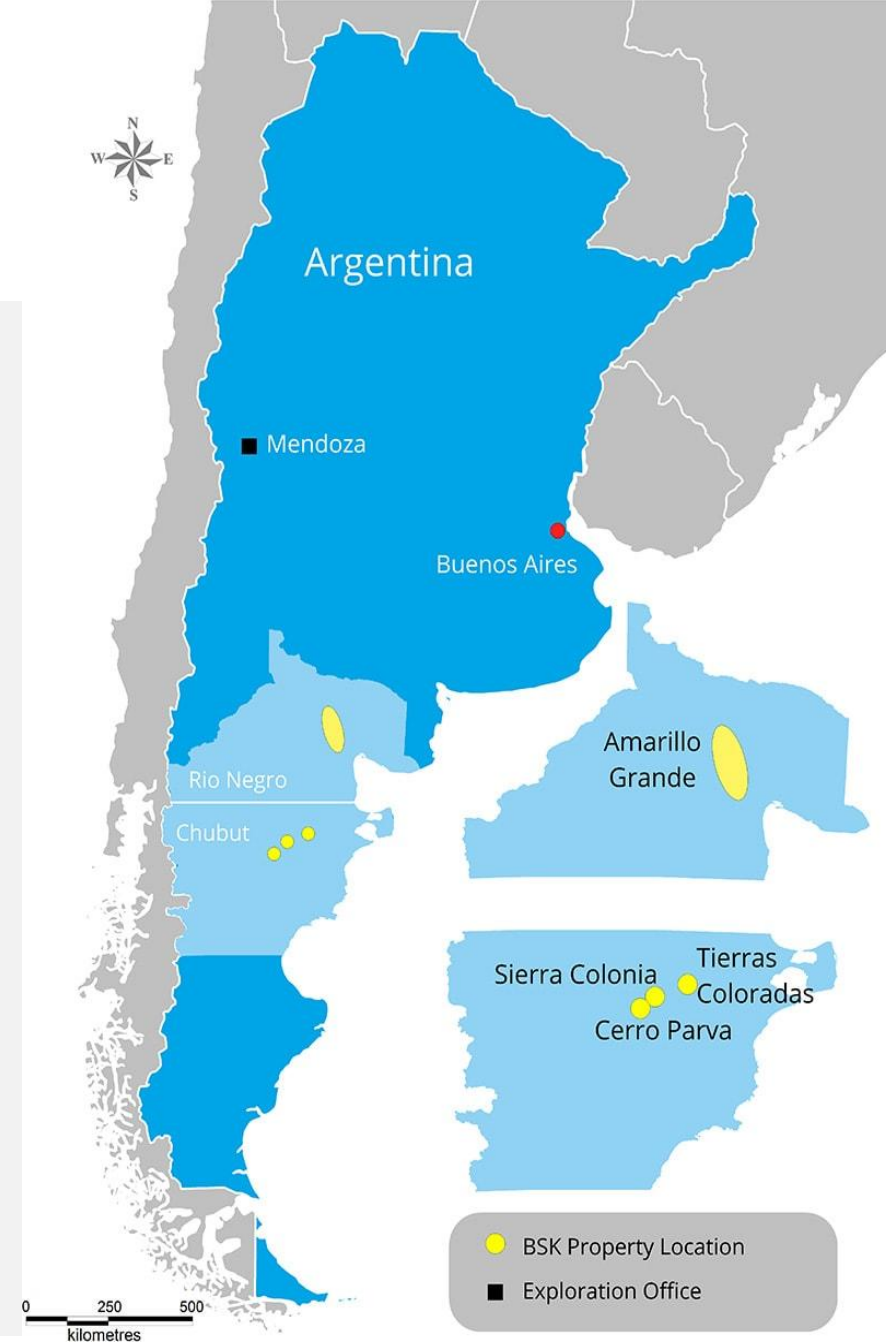 N
W E
S
Argentina
Mendoza
Buenos Aires
Rio Negro
Chubut
Amarillo
Grande
Sierra Colonia
Tierras
Coloradas
Cerro Parva
BSK Property Location
Exploration Office
0 250 500
kilometres